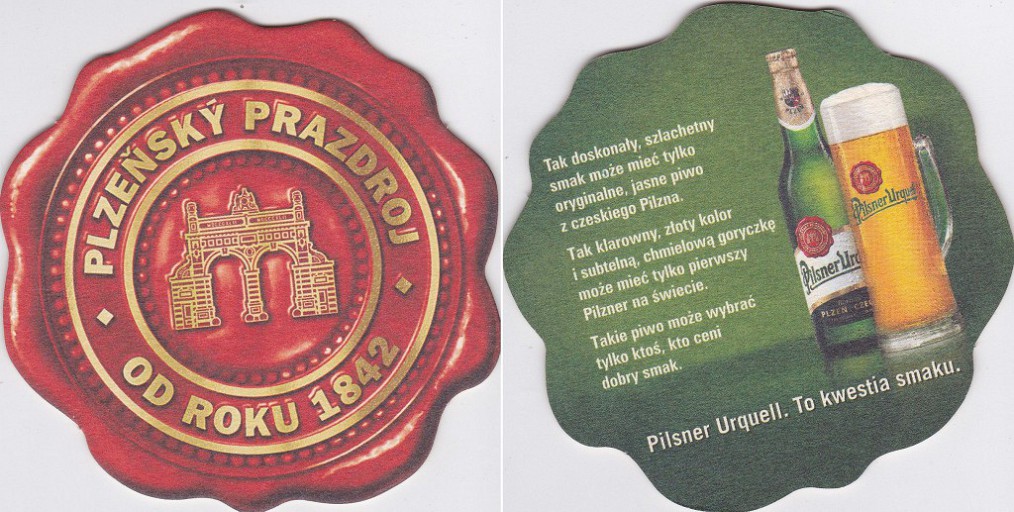 PLZEŇSKÝ PRAZDROJ
OD ROKU 1842
Tak doskonały, szlachetny
smak może mieć tylko
oryginalne, jasne piwo
z czeskiego Pilzna.
Tak klarowny, złoty kolor
i subtelną, chmielową goryczkę
może mieć tylko pierwszy
Pilzner na świecie.
Takie piwo może wybrać
tylko ktoś, kto ceni
dobry smak.
Pilsner Urquell. To kwestia smaku.
Pilsner Urquell
Pilsner Urq